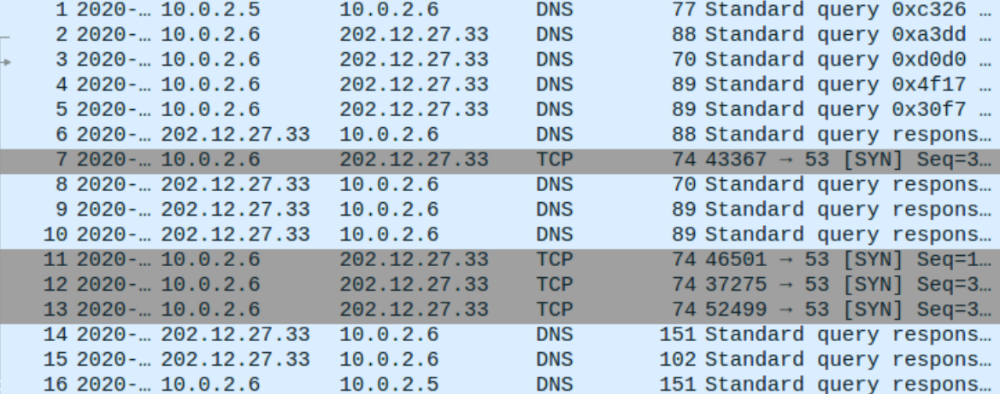 1 2020-… 10.0.2.5 10.0.2.6 DNS 77 Standard query 0xc326 …
2 2020-… 10.0.2.6 202.12.27.33 DNS 88 Standard query 0xa3dd …
3 2020-… 10.0.2.6 202.12.27.33 DNS 70 Standard query 0xd0d0 …
4 2020-… 10.0.2.6 202.12.27.33 DNS 89 Standard query 0x4f17 …
5 2020-… 10.0.2.6 202.12.27.33 DNS 89 Standard query 0x30f7 …
6 2020-… 202.12.27.33 10.0.2.6 DNS 88 Standard query respons…
7 2020-… 10.0.2.6 202.12.27.33 TCP 74 43367 → 53 [SYN] Seq=3…
8 2020-… 202.12.27.33 10.0.2.6 DNS 70 Standard query respons…
9 2020-… 202.12.27.33 10.0.2.6 DNS 89 Standard query respons…
10 2020-… 202.12.27.33 10.0.2.6 DNS 89 Standard query respons…
11 2020-… 10.0.2.6 202.12.27.33 TCP 74 46501 → 53 [SYN] Seq=1…
12 2020-… 10.0.2.6 202.12.27.33 TCP 74 37275 → 53 [SYN] Seq=3…
13 2020-… 10.0.2.6 202.12.27.33 TCP 74 52499 → 53 [SYN] Seq=3…
14 2020-… 202.12.27.33 10.0.2.6 DNS 151 Standard query respons…
15 2020-… 202.12.27.33 10.0.2.6 DNS 102 Standard query respons…
16 2020-… 10.0.2.6 10.0.2.5 DNS 151 Standard query respons…